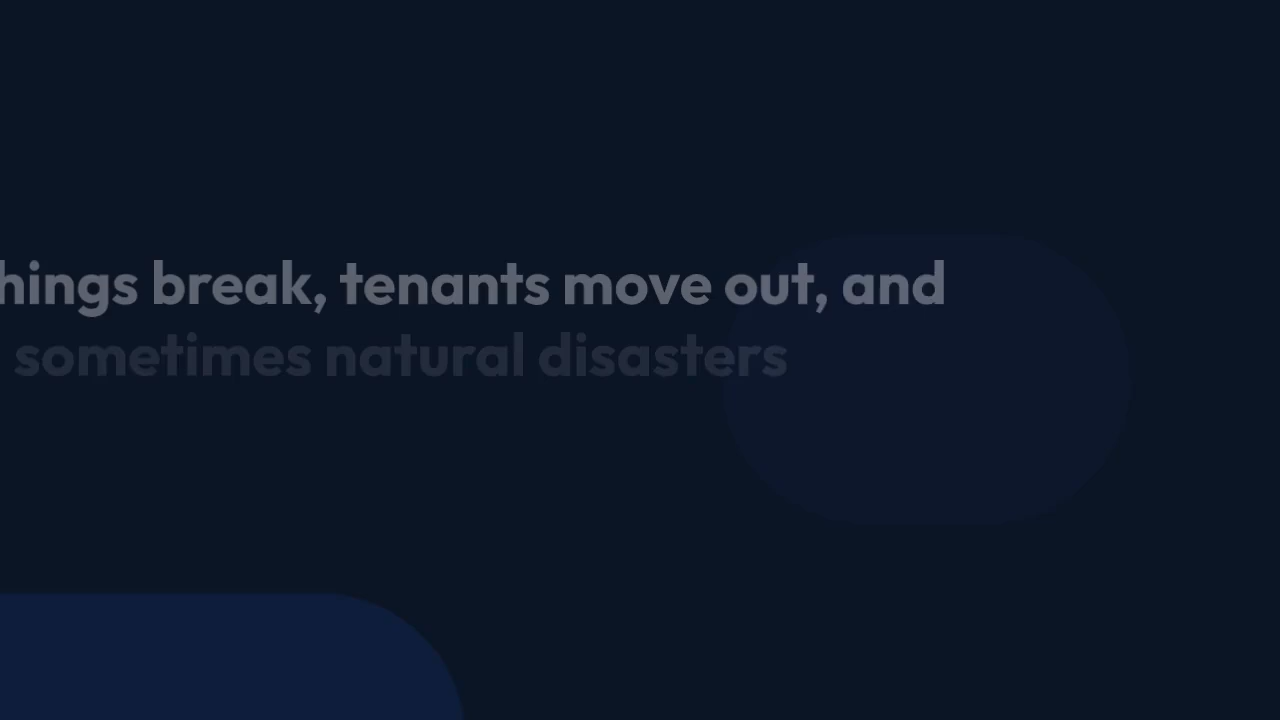 hings break, tenants move out, and
sometimes natural disasters